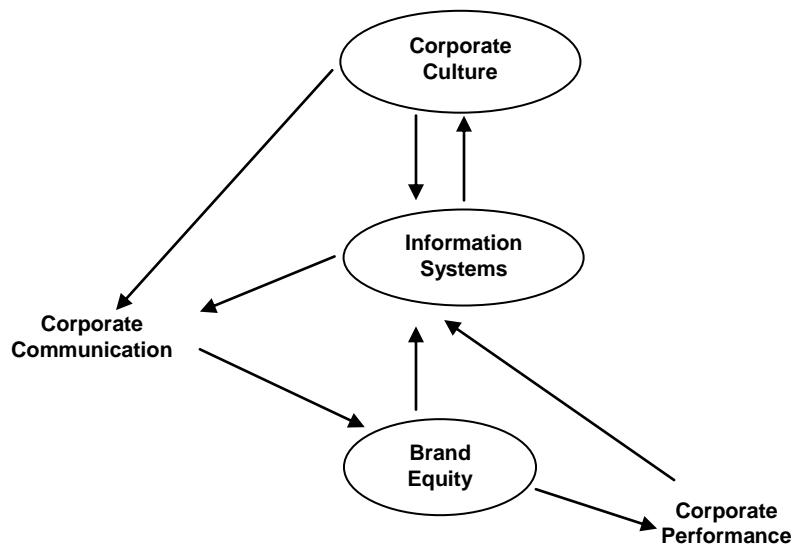 Corporate
Culture
Information
Systems
Corporate
Communication
Brand
Equity
Corporate
Performance